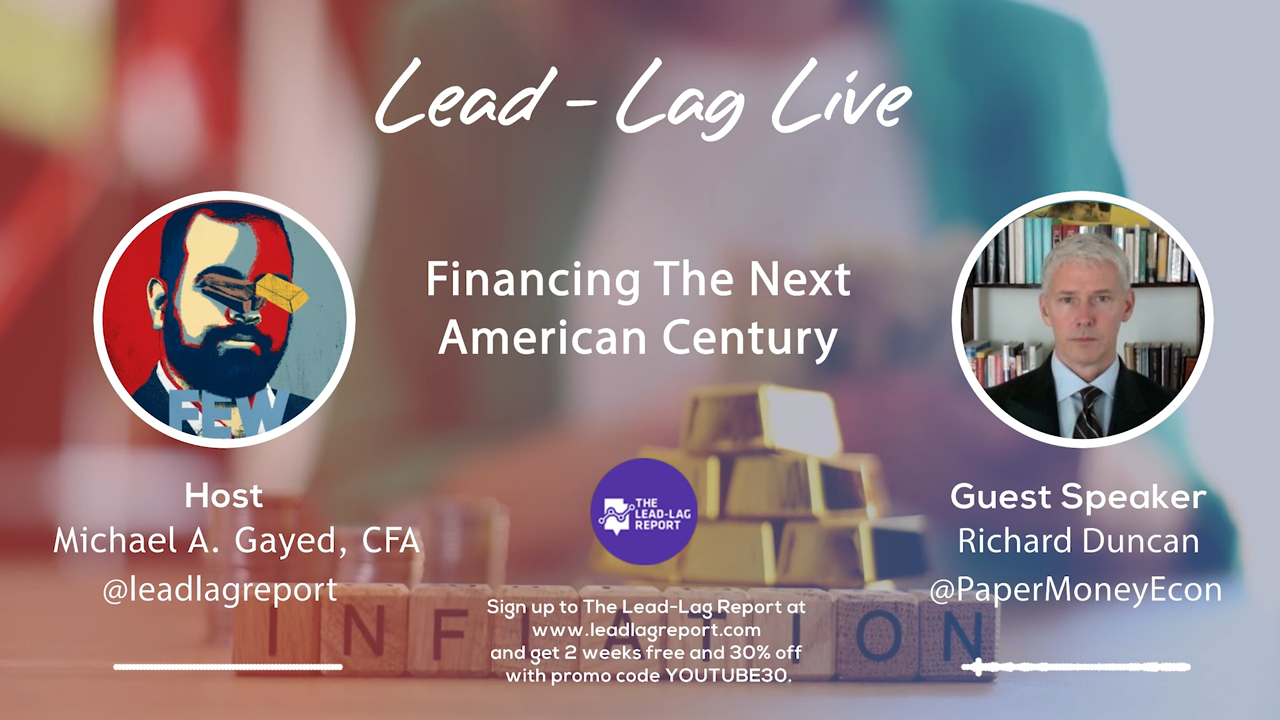 Lead - Lag Live
Financing The Next
American Century
FEW
Host
Michael A. Gayed, CFA
@leadlagreport
THE
LEAD-LAG
REPORT
Guest Speaker
Richard Duncan
@PaperMoneyEcon
INFLATION
Sign up to The Lead-Lag Report at
www.leadlagreport.com
and get 2 weeks free and 30% off
with promo code YOUTUBE30.